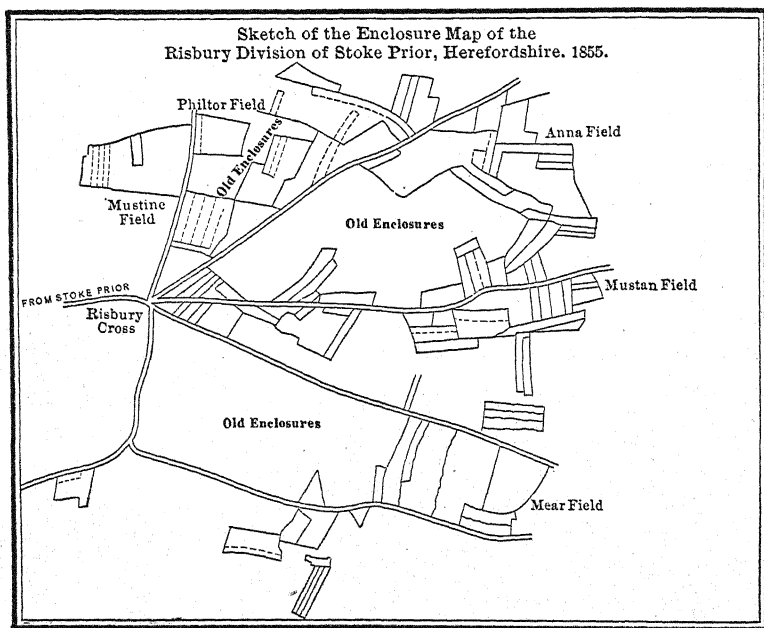 Sketch of the Enclosure Map of the
Risbury Division of Stoke Prior, Herefordshire. 1855.
Philtor Field
Anna Field
Old Enclosures
Mustine
Field
Old Enclosures
FROM STOKE PRIOR
Risbury
Cross
Mustan Field
Old Enclosures
Mear Field